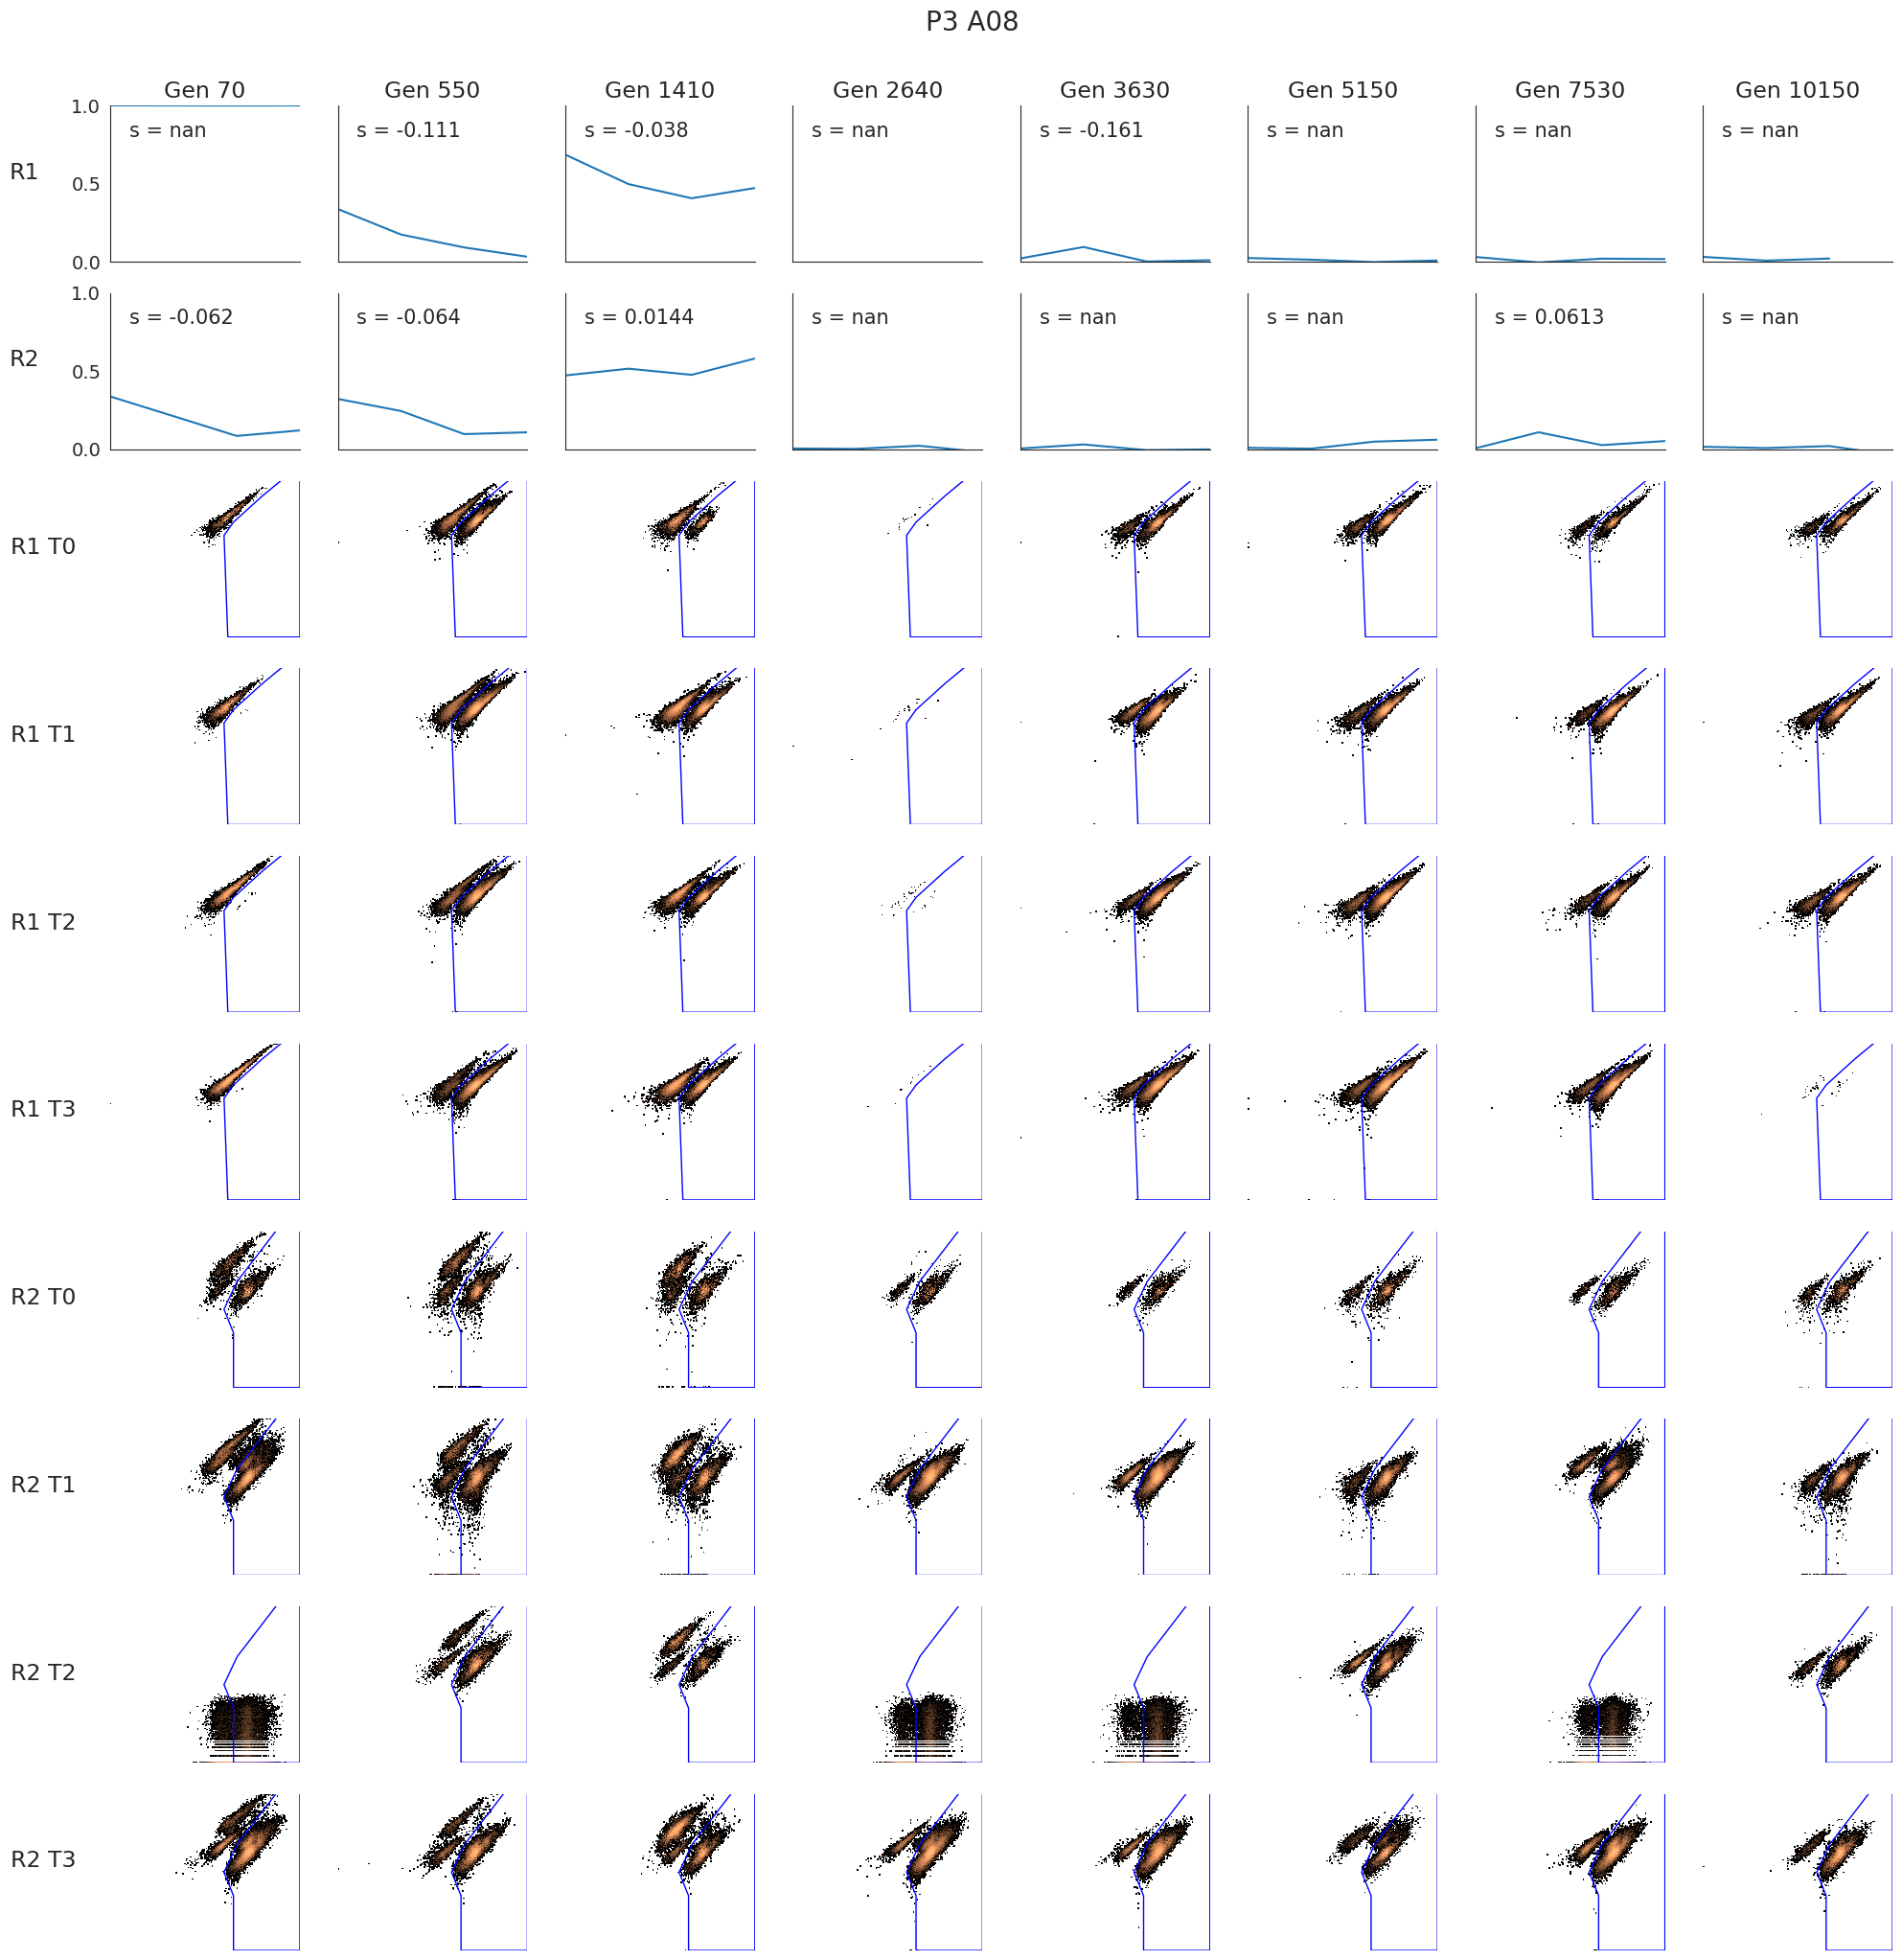 P3 A08
Gen 70 Gen 550 Gen 1410 Gen 2640 Gen 3630 Gen 5150 Gen 7530 Gen 10150
1.0
s = nan s = -0.111 s = -0.038 s = nan s = -0.161 s = nan s = nan s = nan
R1
0.5
0.0
1.0
s = -0.062 s = -0.064 s = 0.0144 s = nan s = nan s = nan s = 0.0613 s = nan
R2
0.5
0.0
R1 T0
R1 T1
R1 T2
R1 T3
R2 T0
R2 T1
R2 T2
R2 T3